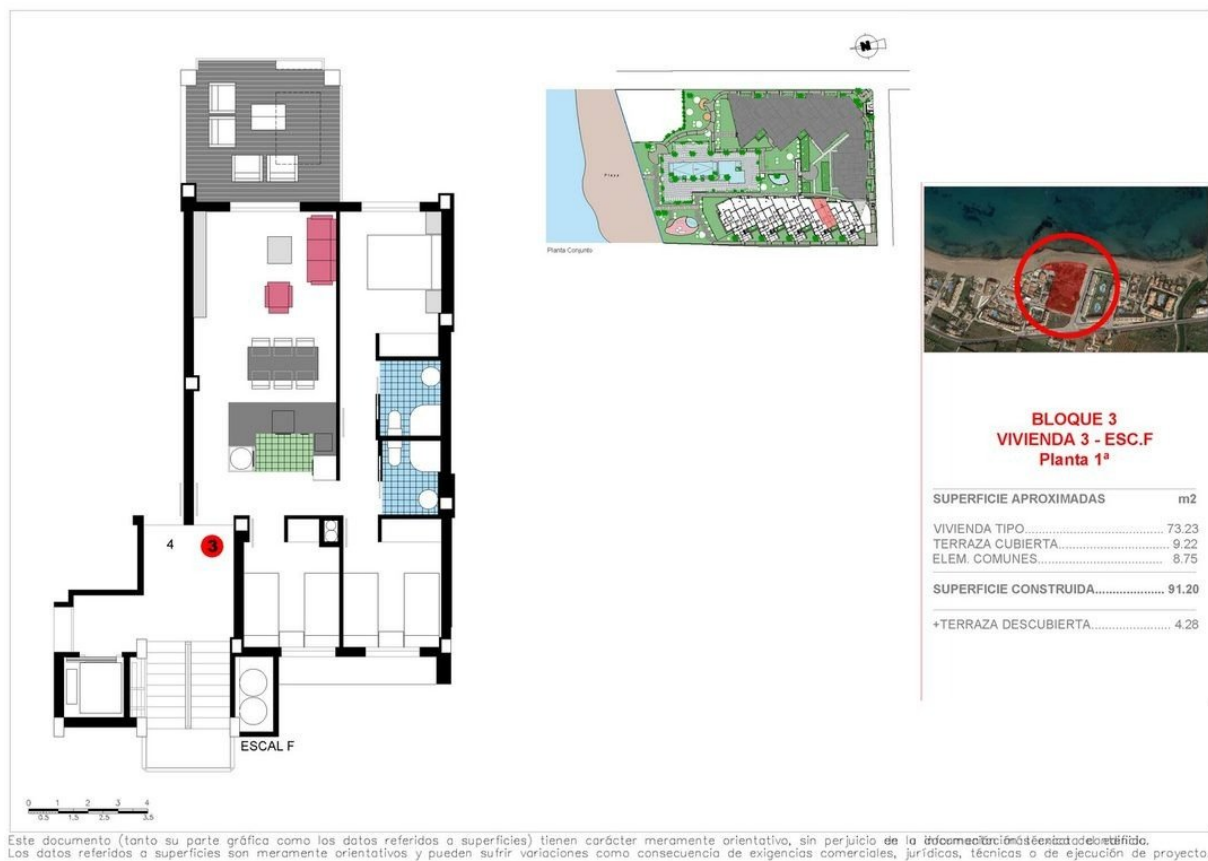 N
Playa
Planta Conjunto
BLOQUE 3
VIVIENDA 3 - ESC.F
Planta 1ª
SUPERFICIE APROXIMADAS m2
VIVIENDA TIPO 73.23
TERRAZA CUBIERTA 9.22
ELEM. COMUNES 8.75
SUPERFICIE CONSTRUIDA 91.20
+TERRAZA DESCUBIERTA 4.28
4 3
ESCAL F
0 1 2 3 4
0.5 1.5 2.5 3.5
Este documento (tanto su parte gráfica como los datos referidos a superficies) tienen carácter meramente orientativo, sin perjuicio de la
Los datos referidos a superficies son meramente orientativos y pueden sufrir variaciones como consecuencia de exigencias comerciales, jurídicas, técnicas o de ejecución de proyecto